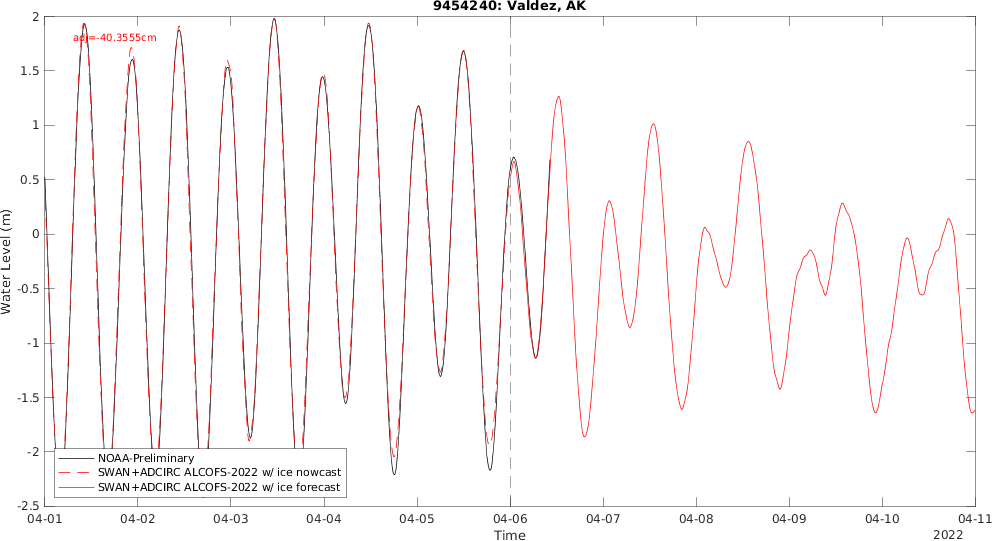 9454240: Valdez, AK
adj=-40.3555cm
2
1.5
1
0.5
0
-0.5
-1
-1.5
-2
-2.5
Water Level (m)
NOAA-Preliminary
SWAN+ADCIRC ALCOFS-2022 w/ ice nowcast
SWAN+ADCIRC ALCOFS-2022 w/ ice forecast
04-01 04-02 04-03 04-04 04-05 04-06 04-07 04-08 04-09 04-10 04-11
Time
2022